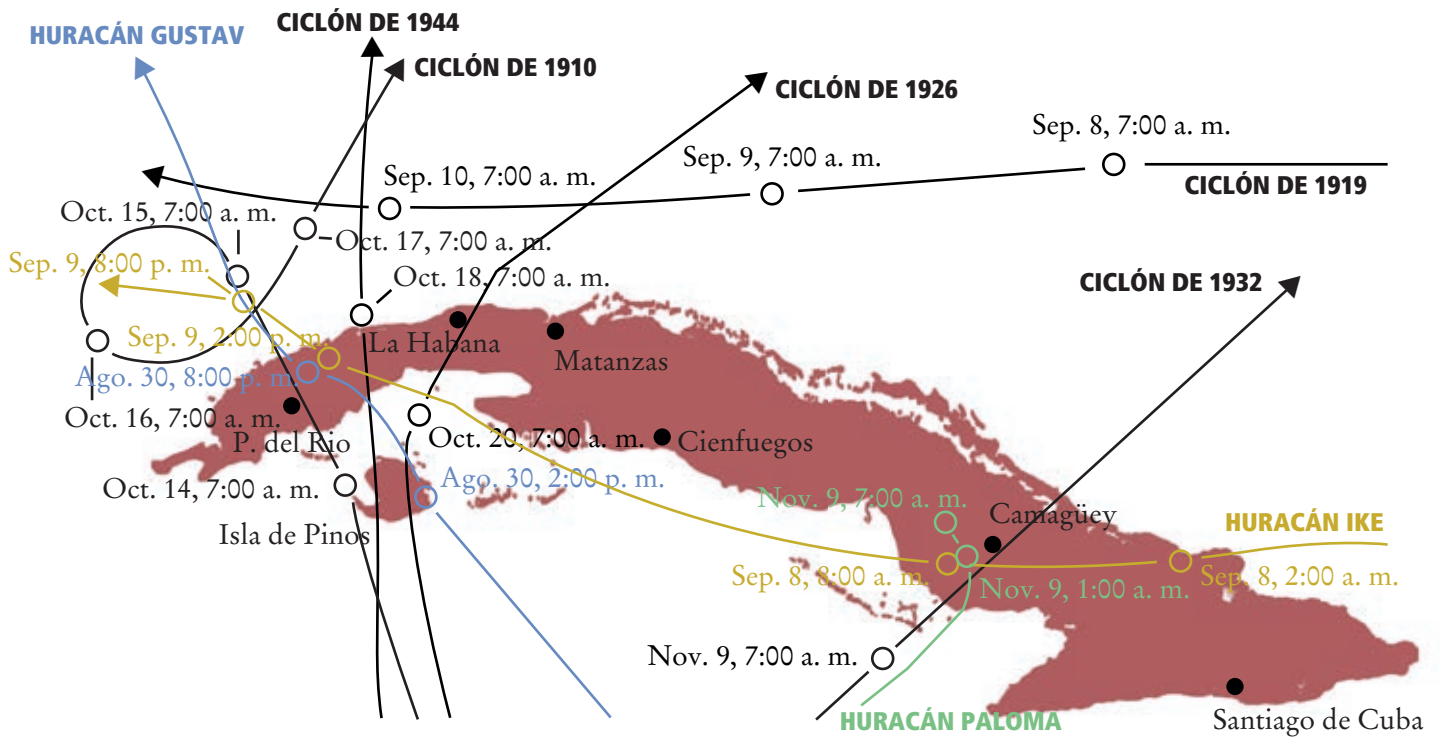 CICLÓN DE 1944
HURACÁN GUSTAV
CICLÓN DE 1910
CICLÓN DE 1926
Sep. 8, 7:00 a. m.
Sep. 9, 7:00 a. m.
Sep. 10, 7:00 a. m.
CICLÓN DE 1919
Oct. 15, 7:00 a. m.
Oct. 17, 7:00 a. m.
Sep. 9, 8:00 p. m.
Oct. 18, 7:00 a. m.
CICLÓN DE 1932
Sep. 9, 2:00 p. m.
La Habana
Matanzas
Ago. 30, 8:00 p. m.
Oct. 16, 7:00 a. m.
P. del Rio
Oct. 20, 7:00 a. m.
Cienfuegos
Oct. 14, 7:00 a. m.
Ago. 30, 2:00 p. m.
Nov. 9, 7:00 a. m.
Camagüey
HURACÁN IKE
Isla de Pinos
Sep. 8, 8:00 a. m.
Sep. 8, 2:00 a. m.
Nov. 9, 1:00 a. m.
Nov. 9, 7:00 a. m.
HURACÁN PALOMA
Santiago de Cuba